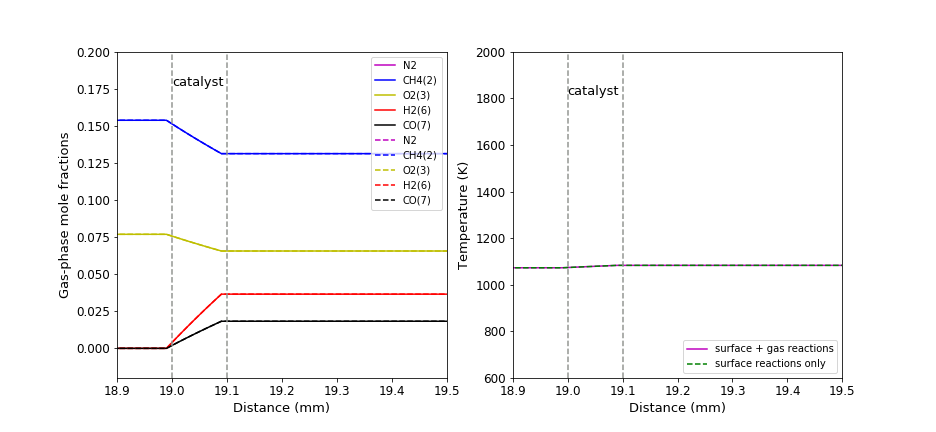 0.200
0.175
0.150
0.125
0.100
0.075
0.050
0.025
0.000
Gas-phase mole fractions
18.9 19.0 19.1 19.2 19.3 19.4 19.5
Distance (mm)
catalyst
N2
CH4(2)
O2(3)
H2(6)
CO(7)
N2
CH4(2)
O2(3)
H2(6)
CO(7)
2000
1800
1600
1400
1200
1000
800
600
Temperature (K)
18.9 19.0 19.1 19.2 19.3 19.4 19.5
Distance (mm)
catalyst
surface + gas reactions
surface reactions only